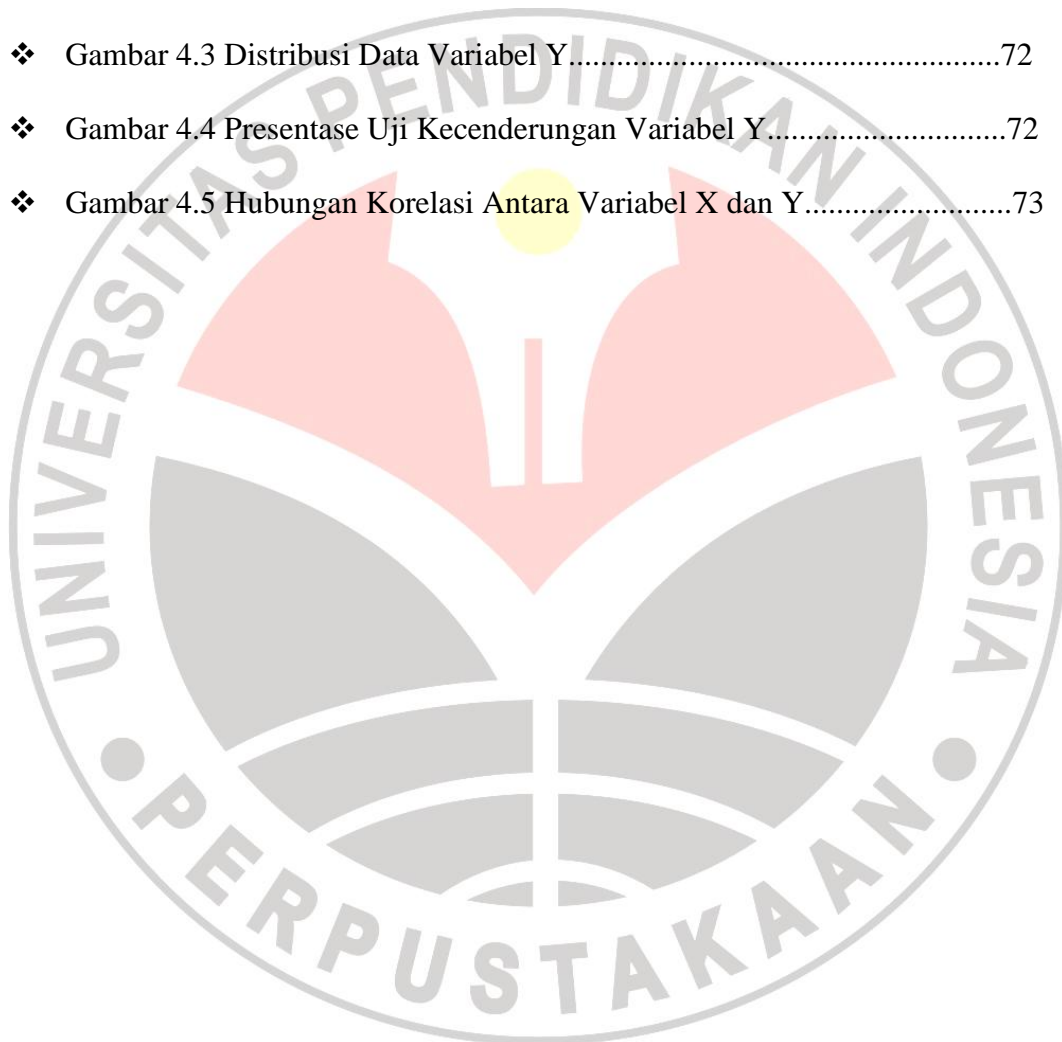 ❖ Gambar 4.3 Distribusi Data Variabel Y......................................................72
❖ Gambar 4.4 Presentase Uji Kecenderungan Variabel Y..............................72
❖ Gambar 4.5 Hubungan Korelasi Antara Variabel X dan Y..........................73
UNIVERSITAS PENDIDIKAN INDONESIA
PERPUSTAKAAN